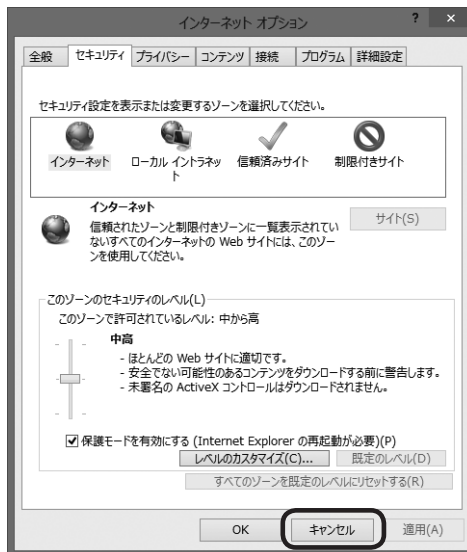 インターネット オプション ? ×
全般 セキュリティ プライバシー コンテンツ 接続 プログラム 詳細設定
セキュリティ設定を表示または変更するゾーンを選択してください。
インターネット ローカル イントラネッ 信頼済みサイト 制限付きサイト
ト
インターネット
信頼されたゾーンと制限付きゾーンに一覧表示されてい サイト(S)
ないすべてのインターネットの Web サイトには、このゾー
ンを使用してください。
このゾーンのセキュリティのレベル(L)
このゾーンで許可されているレベル: 中から高
中高
- ほとんどの Web サイトに適切です。
- 安全でない可能性のあるコンテンツをダウンロードする前に警告します。
- 未署名の ActiveX コントロールはダウンロードされません。
保護モードを有効にする (Internet Explorer の再起動が必要)(P)
レベルのカスタマイズ(C)... 既定のレベル(D)
すべてのゾーンを既定のレベルにリセットする(R)
OK キャンセル 適用(A)